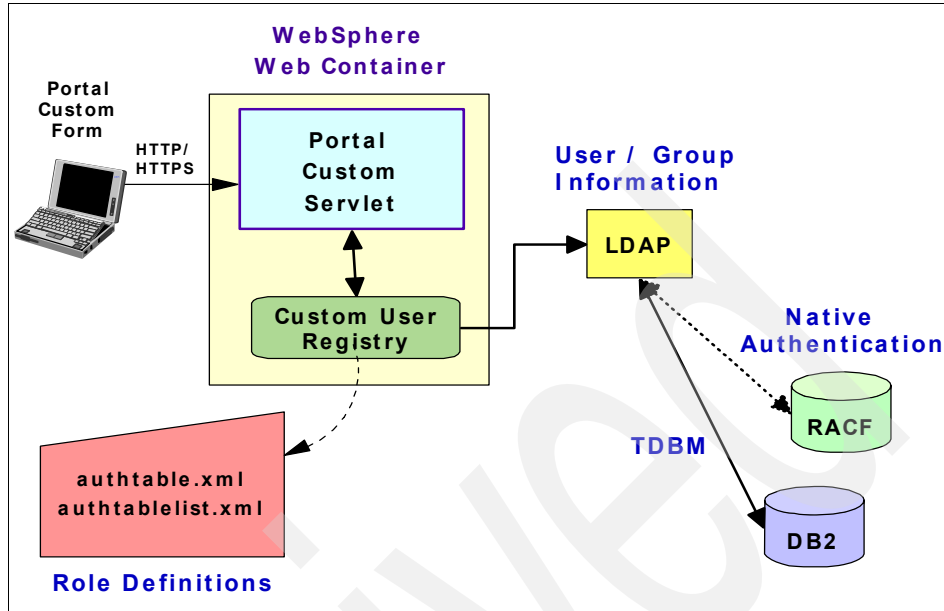 WebSphere
Web Container
Portal
Custom
Form
HTTP/
HTTPS
Portal
Custom
Servlet
Custom User
Registry
User / Group
Information
LDAP
Native
Authentication
RACF
TDBM
DB2
authtable.xml
authtablelist.xml
Role Definitions